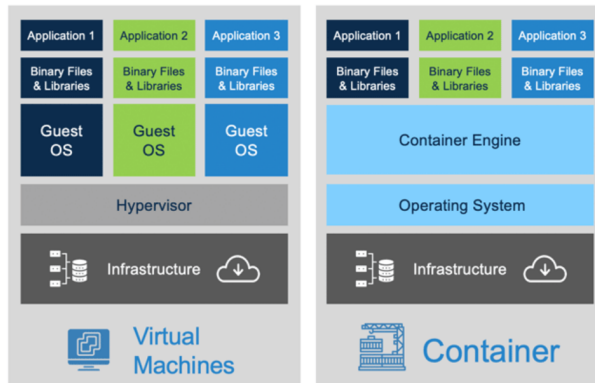 Application 1
Application 2
Application 3
Binary Files
& Libraries
Binary Files
& Libraries
Binary Files
& Libraries
Guest
OS
Guest
OS
Guest
OS
Hypervisor
Infrastructure
Virtual
Machines
Application 1
Application 2
Application 3
Binary Files
& Libraries
Binary Files
& Libraries
Binary Files
& Libraries
Container Engine
Operating System
Infrastructure
Container